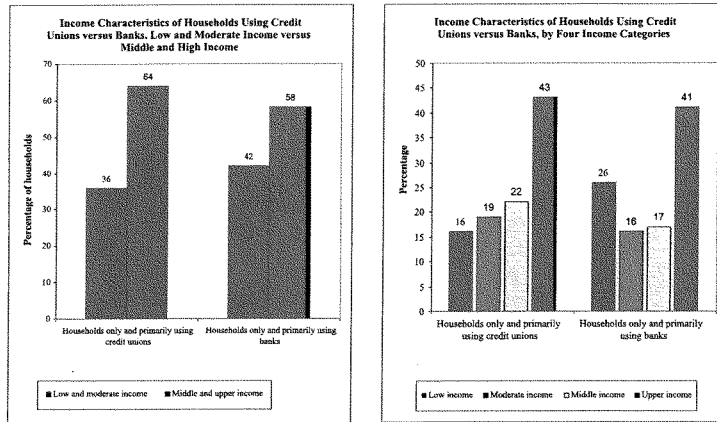 Income Characteristics of Households Using Credit
Unions versus Banks, Low and Moderate Income versus
Middle and High Income
Percentage of households
70
60
50
40
30
20
10
0
36
64
42
58
Households only and primarily using
credit unions
Households only and primarily using
banks
Low and moderate income
Middle and upper income
Income Characteristics of Households Using Credit
Unions versus Banks, by Four Income Categories
Percentage
50
45
40
35
30
25
20
15
10
5
0
16
19
22
43
26
16
17
41
Households only and primarily
using credit unions
Households only and primarily
using banks
Low income
Moderate income
Middle income
Upper income